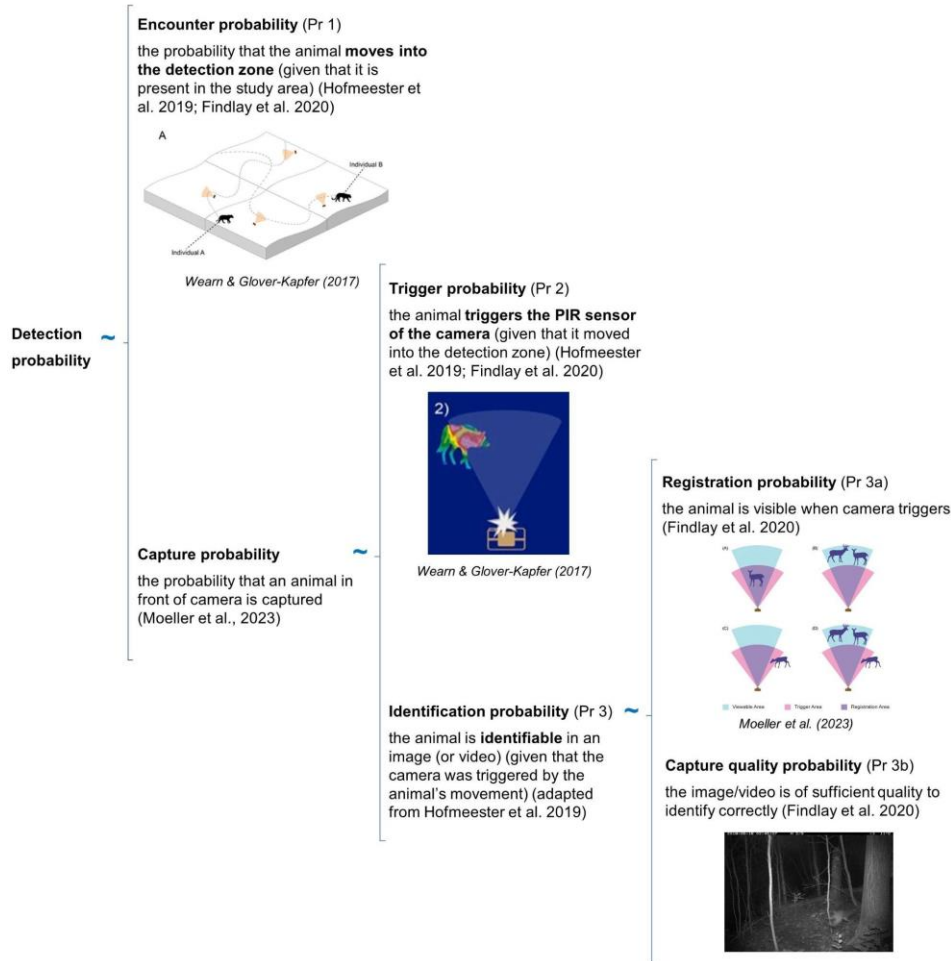 Encounter probability (Pr 1)
the probability that the animal moves into
the detection zone (given that it is
present in the study area) (Hofmeester et
al. 2019; Findlay et al. 2020)
A
Individual B
Individual A
Wearn & Glover-Kapfer (2017)
Detection
probability
~
Trigger probability (Pr 2)
the animal triggers the PIR sensor
of the camera (given that it moved
into the detection zone) (Hofmeester
et al. 2019; Findlay et al. 2020)
2)
Wearn & Glover-Kapfer (2017)
Capture probability
~
the probability that an animal in
front of camera is captured
(Moeller et al., 2023)
Registration probability (Pr 3a)
the animal is visible when camera triggers
(Findlay et al. 2020)
(A)
(B)
(C)
(D)
Viewable Area
Trigger Area
Registration Area
Moeller et al. (2023)
Identification probability (Pr 3)
~
the animal is identifiable in an
image (or video) (given that the
camera was triggered by the
animal's movement) (adapted
from Hofmeester et al. 2019)
Capture quality probability (Pr 3b)
the image/video is of sufficient quality to
identify correctly (Findlay et al. 2020)